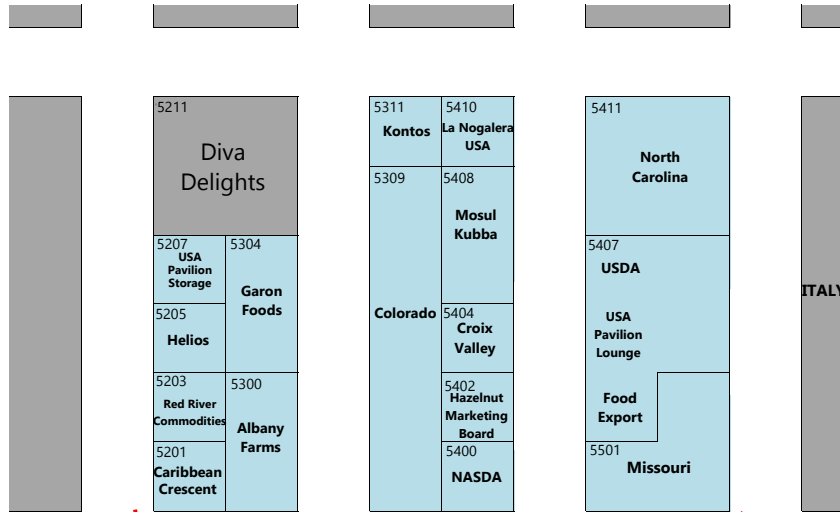 5211
Diva
Delights
5207
USA
Pavilion
Storage
5304
Garon
Foods
5205
Helios
5203
Red River
Commodities
5300
Albany
Farms
5201
Caribbean
Crescent
5311
Kontos
5410
La Nogalera
USA
5309
Colorado
5408
Mosul
Kubba
5404
Croix
Valley
5402
Hazelnut
Marketing
Board
5400
NASDA
5411
North
Carolina
5407
USDA
USA
Pavilion
Lounge
Food
Export
5501
Missouri
ITALY